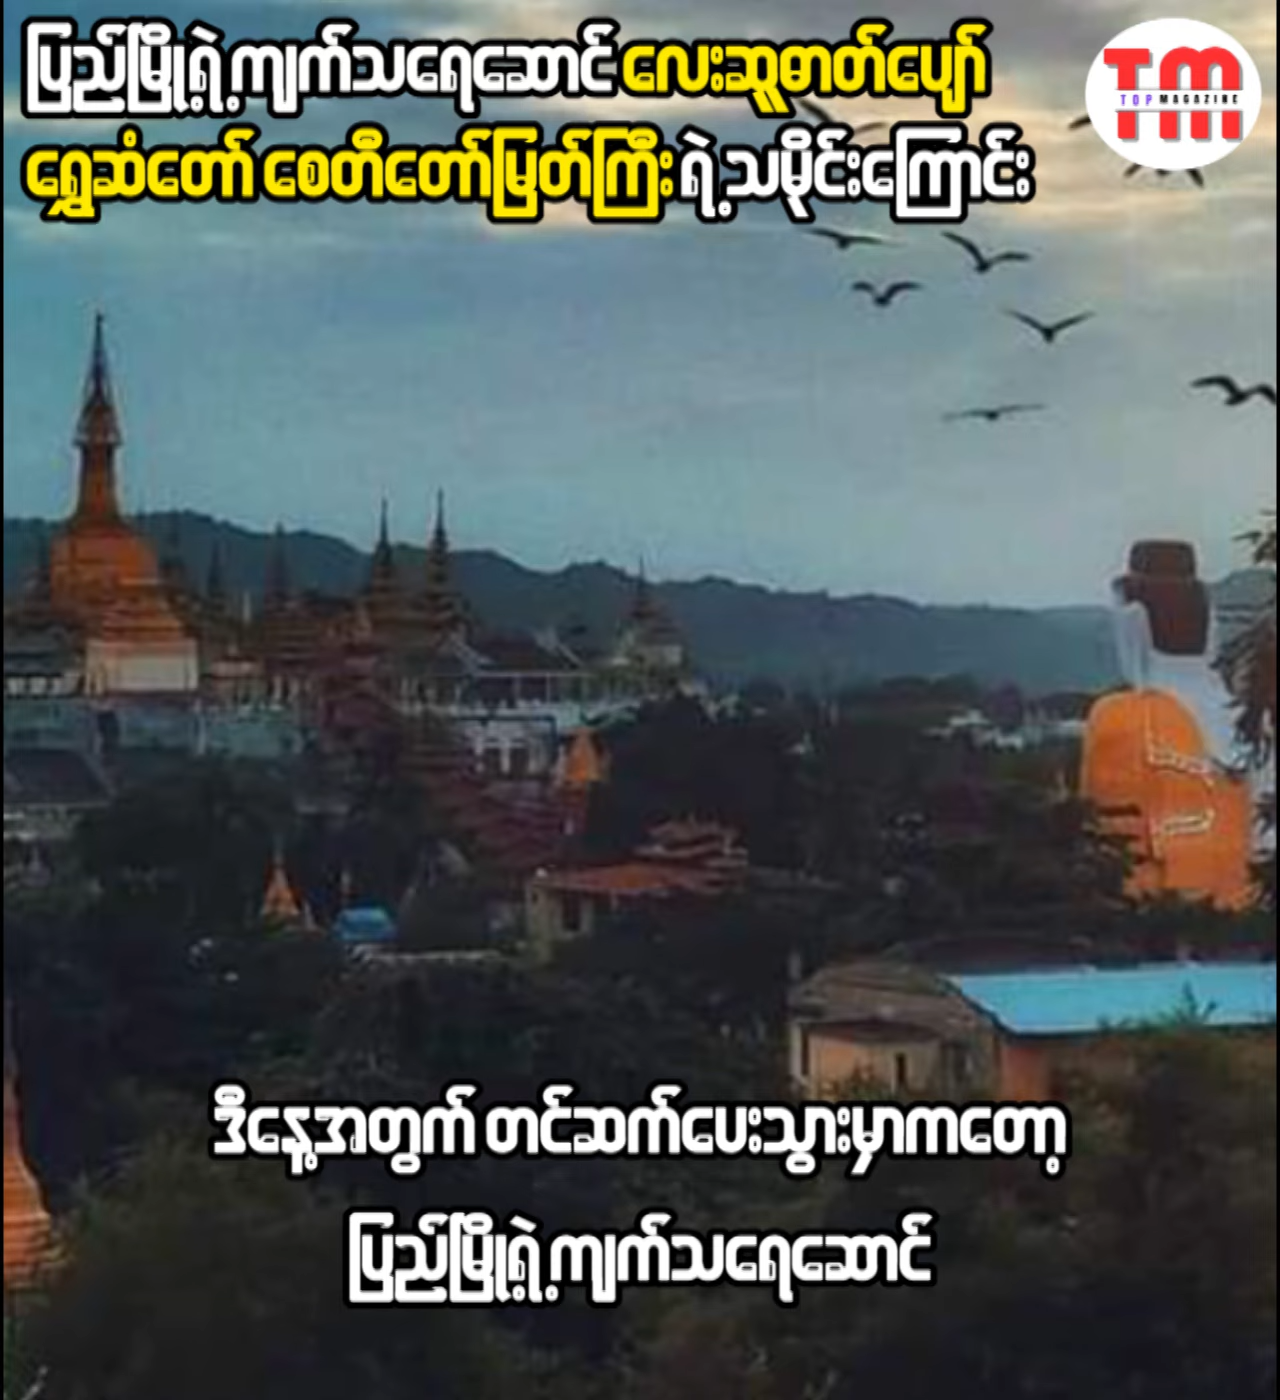 ပြည်မြို့ရဲ့ကျက်သရေဆောင် လေးဆူဓာတ်ပျော်
ရွှေဆံတော် စေတီတော်မြတ်ကြီး ရဲ့သမိုင်းကြောင်း
TM
TOP MAGAZINE
ဒီနေ့အတွက် တင်ဆက်ပေးသွားမှာကတော့
ပြည်မြို့ရဲ့ကျက်သရေဆောင်